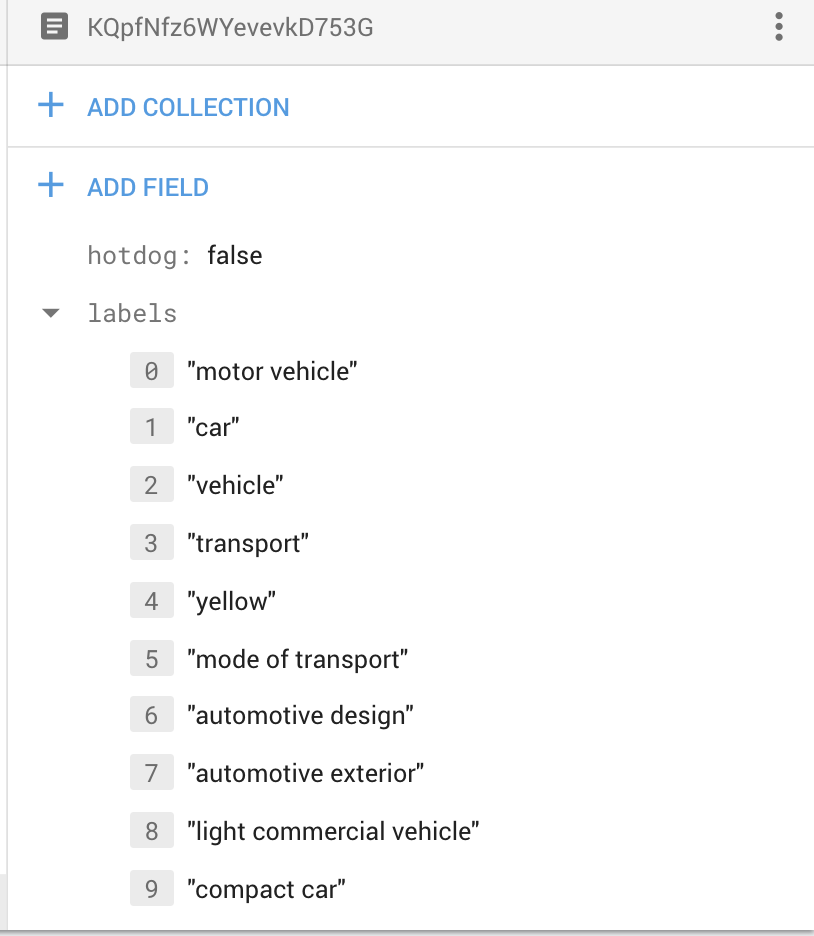 KQpfNfz6WYevevkD753G
+ ADD COLLECTION
+ ADD FIELD
hotdog: false
labels
0 "motor vehicle"
1 "car"
2 "vehicle"
3 "transport"
4 "yellow"
5 "mode of transport"
6 "automotive design"
7 "automotive exterior"
8 "light commercial vehicle"
9 "compact car"